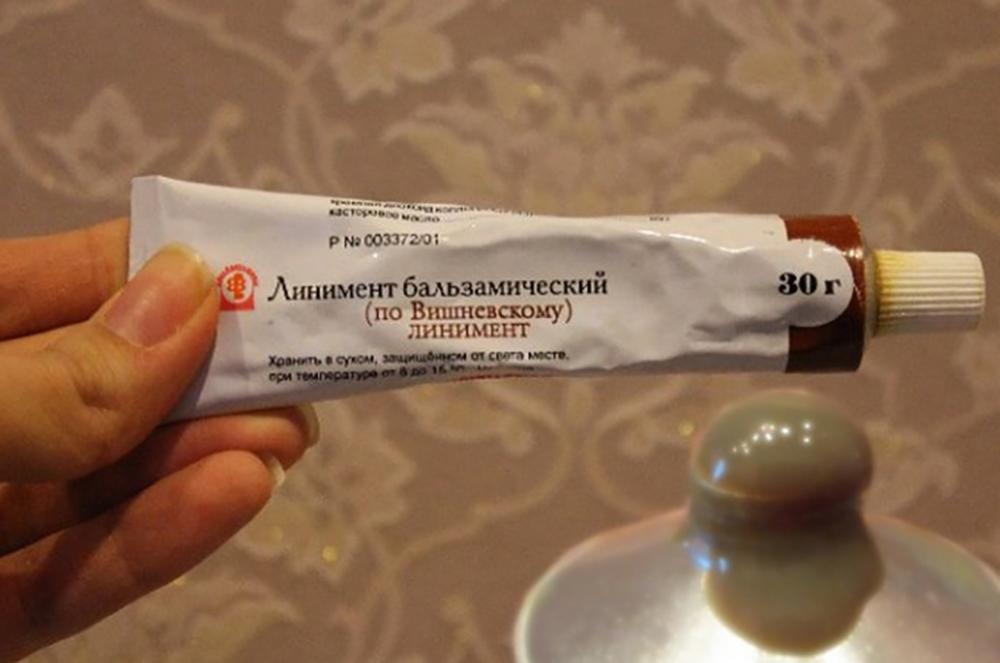 касторовое масло
Р № 003372/01
Линимент бальзамический
(по Вишневскому)
ЛИНИМЕНТ
30 г
Хранить в сухом, защищённом от света месте,
при температуре от 8 до 15